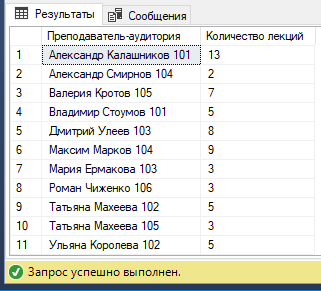 Результаты Сообщения
Преподаватель-аудитория Количество лекций
1 Александр Калашников 101 13
2 Александр Смирнов 104 2
3 Валерия Кротов 105 7
4 Владимир Стоумов 101 5
5 Дмитрий Улеев 103 8
6 Максим Марков 104 9
7 Мария Ермакова 103 3
8 Роман Чиженко 106 3
9 Татьяна Махеева 102 5
10 Татьяна Махеева 105 3
11 Ульяна Королева 102 5
Запрос успешно выполнен.